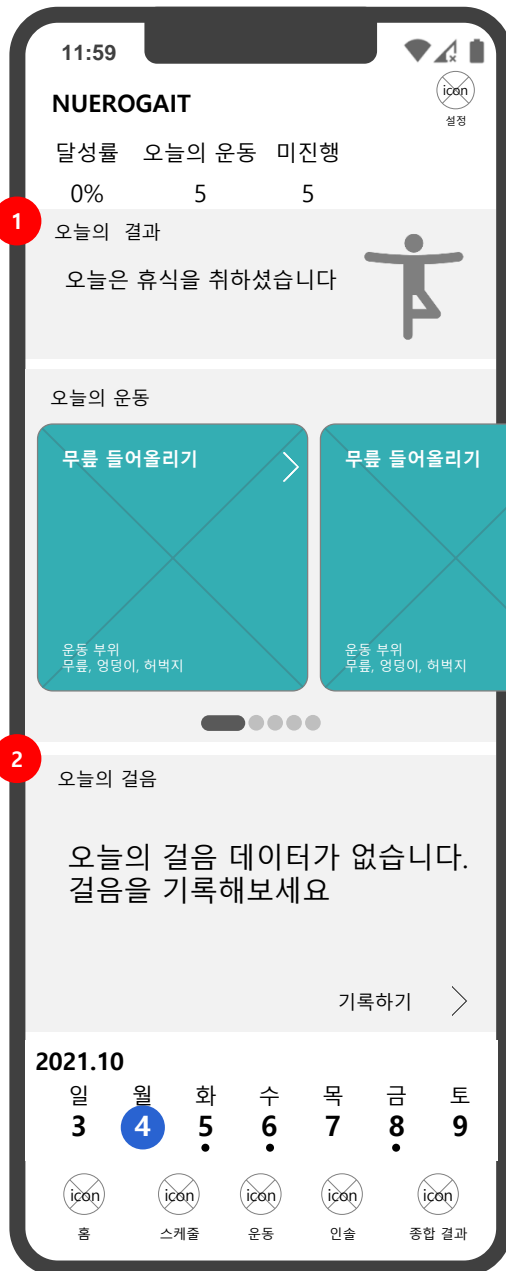 11:59
NUEROGAIT
icon
설정
달성률 오늘의 운동 미진행
0% 5 5
1
오늘의 결과
오늘은 휴식을 취하셨습니다
오늘의 운동
무릎 들어올리기
운동 부위
무릎, 엉덩이, 허벅지
무릎 들어올리기
운동 부위
무릎, 엉덩이, 허벅지
2
오늘의 걸음
오늘의 걸음 데이터가 없습니다.
걸음을 기록해보세요
기록하기
2021.10
일 월 화 수 목 금 토
3 4 5 6 7 8 9
icon icon icon icon icon
홈 스케줄 운동 인솔 종합 결과